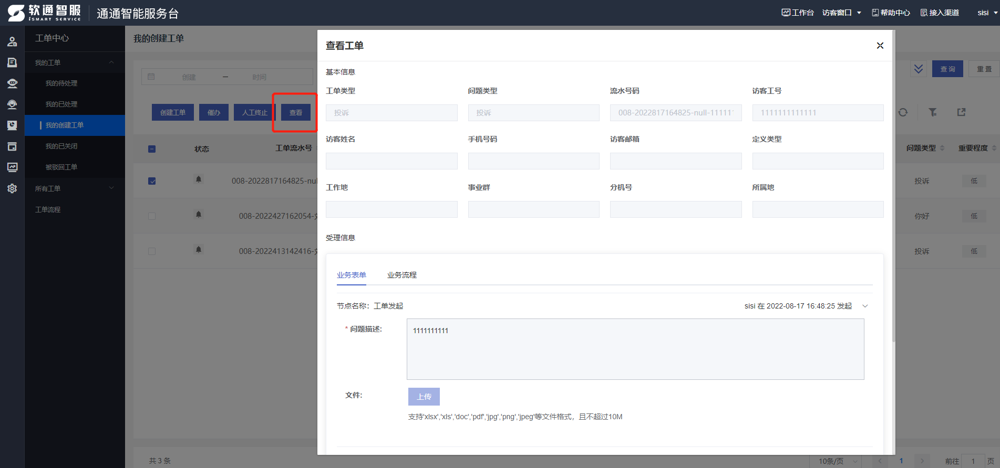 软通智服
iSMART SERVICE
通通智能服务台
工作台 访客窗口 帮助中心 接入渠道 sisi
工单中心
我的工单
我的待处理
我的已处理
我的创建工单
我的已关闭
被驳回工单
所有工单
工单流程
我的创建工单
创建 — 时间
查询 重置
创建工单 催办 人工终止 查看
状态 工单流水号 问题类型 重要程度
008-2022817164825-nul 投诉 低
008-2022427162054- 你好 低
008-2022413142416- 投诉 低
共 3 条
10条/页 1 前往 1 页
查看工单
基本信息
工单类型 问题类型 流水号码 访客工号
投诉 投诉 008-2022817164825-null-11111 1111111111111
访客姓名 手机号码 访客邮箱 定义类型
工作地 事业群 分机号 所属地
受理信息
业务表单 业务流程
节点名称：工单发起 sisi 在 2022-08-17 16:48:25 发起
* 问题描述: 1111111111
文件: 上传
支持'xlsx','xls','doc','pdf','jpg','png','jpeg'等文件格式，且不超过10M